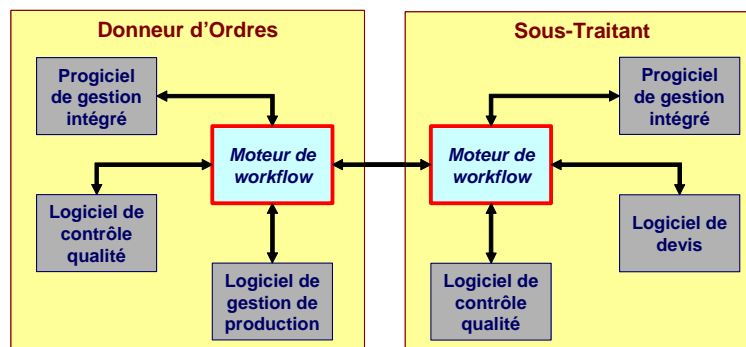 Donneur d'Ordres
Progiciel
de gestion
intégré
Moteur de
workflow
Logiciel de
contrôle
qualité
Logiciel de
gestion de
production
Sous-Traitant
Progiciel
de gestion
intégré
Moteur de
workflow
Logiciel de
devis
Logiciel de
contrôle
qualité